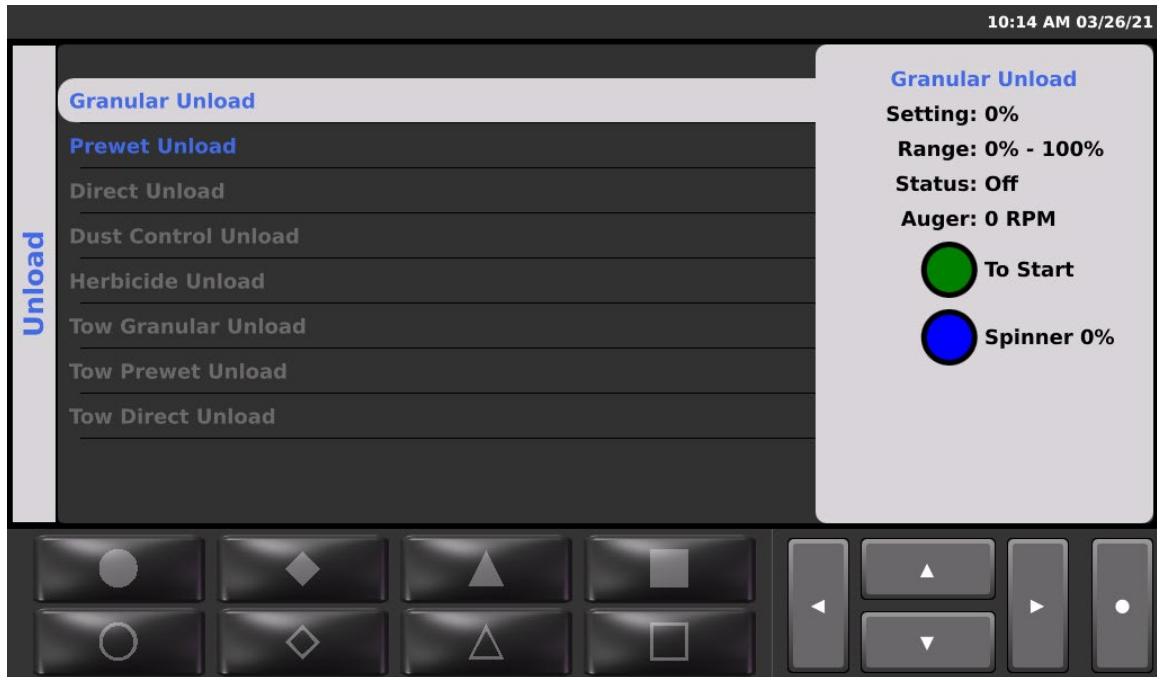 10:14 AM 03/26/21
Unload
Granular Unload
Prewet Unload
Direct Unload
Dust Control Unload
Herbicide Unload
Tow Granular Unload
Tow Prewet Unload
Tow Direct Unload
Granular Unload
Setting: 0%
Range: 0% - 100%
Status: Off
Auger: 0 RPM
To Start
Spinner 0%